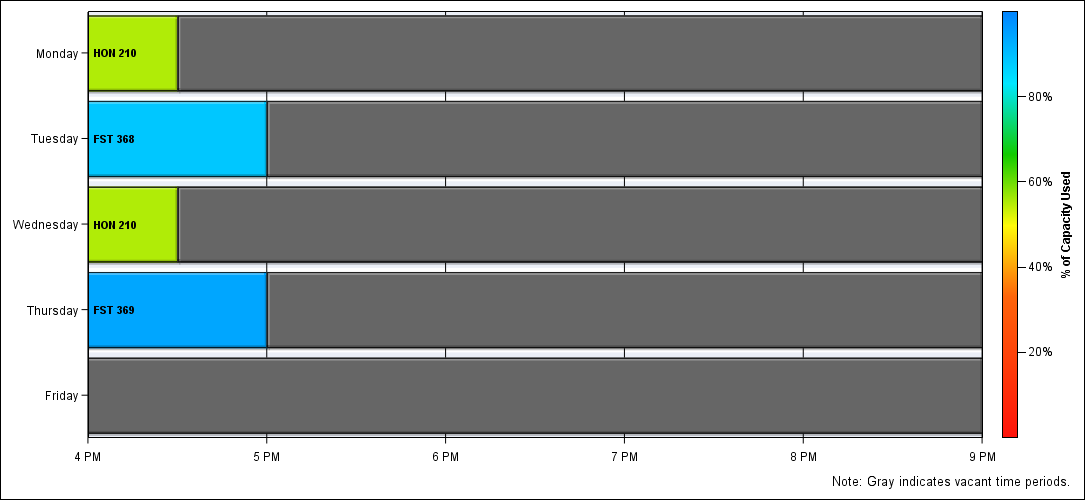 Monday
HON 210
Tuesday
FST 368
Wednesday
HON 210
Thursday
FST 369
Friday
4 PM 5 PM 6 PM 7 PM 8 PM 9 PM
80%
60%
40%
20%
% of Capacity Used
Note: Gray indicates vacant time periods.